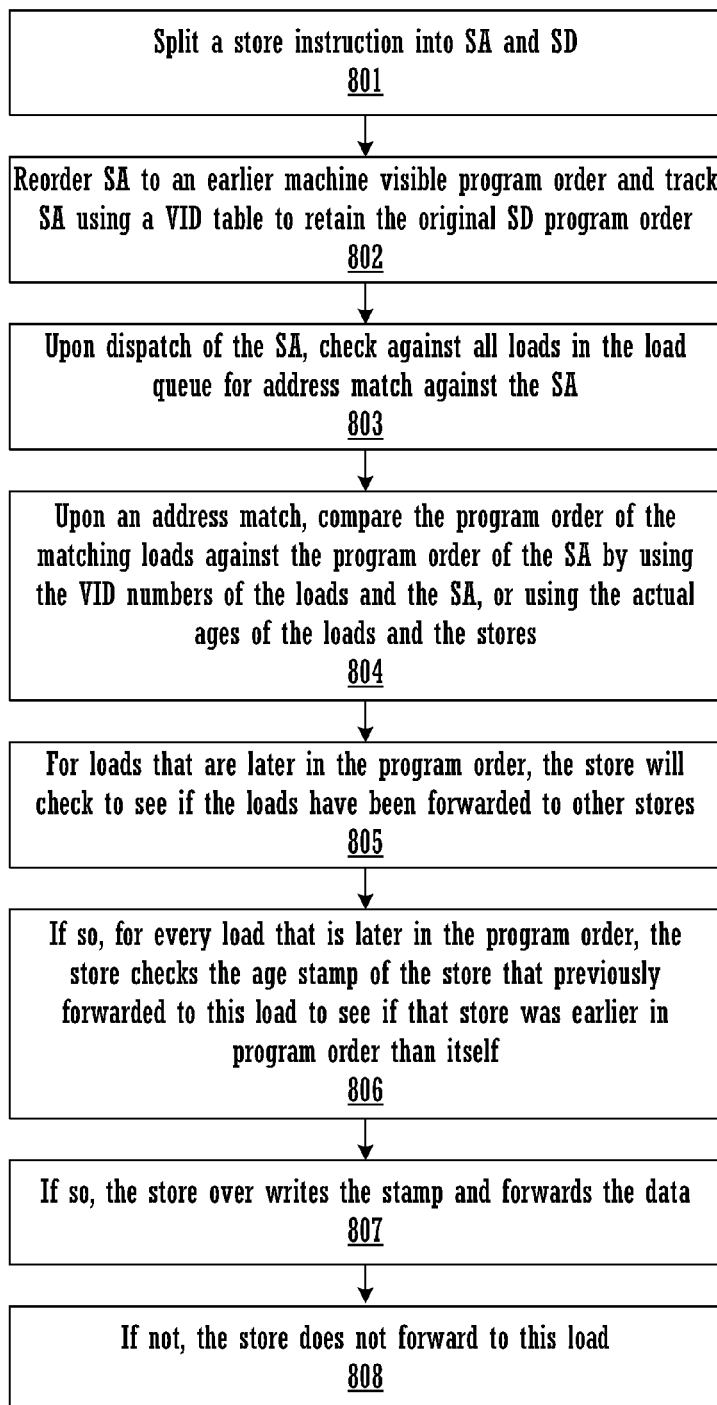 Split a store instruction into SA and SD
801
Reorder SA to an earlier machine visible program order and track
SA using a VID table to retain the original SD program order
802
Upon dispatch of the SA, check against all loads in the load
queue for address match against the SA
803
Upon an address match, compare the program order of the
matching loads against the program order of the SA by using
the VID numbers of the loads and the SA, or using the actual
ages of the loads and the stores
804
For loads that are later in the program order, the store will
check to see if the loads have been forwarded to other stores
805
If so, for every load that is later in the program order, the
store checks the age stamp of the store that previously
forwarded to this load to see if that store was earlier in
program order than itself
806
If so, the store over writes the stamp and forwards the data
807
If not, the store does not forward to this load
808